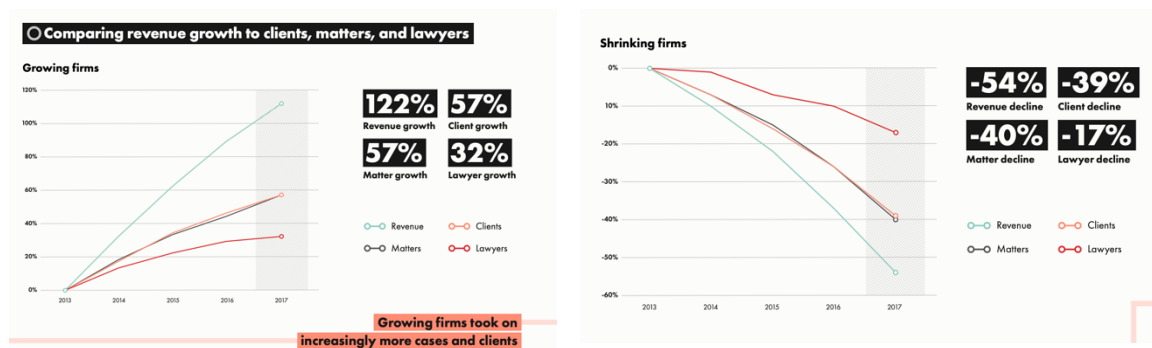 Comparing revenue growth to clients, matters, and lawyers
Growing firms
120%
100%
80%
60%
40%
20%
0%
2013 2014 2015 2016 2017
122% 57%
Revenue growth Client growth
57% 32%
Matter growth Lawyer growth
Revenue Clients
Matters Lawyers
Growing firms took on
increasingly more cases and clients
Shrinking firms
0%
10%
-20%
-30%
-40%
-50%
-60%
2013 2014 2015 2016 2017
-54% -39%
Revenue decline Client decline
-40% -17%
Matter decline Lawyer decline
Revenue Clients
Matters Lawyers